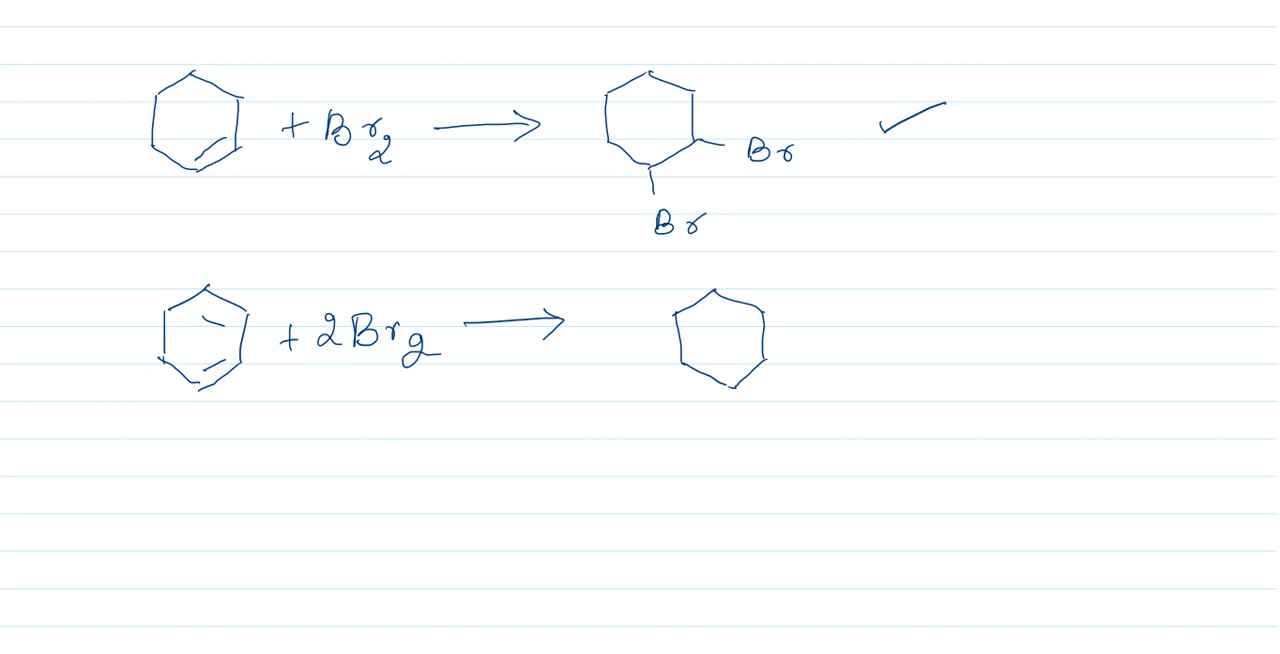 + Br₂ ⟶ Br ✓
Br
+ 2Br₂ ⟶